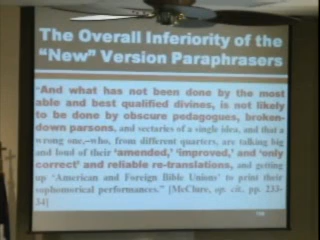 The Overall Inferiority of the
"New" Version Paraphrasers
"And what has not been done by the most
able and best qualified divines, is not likely
to be done by obscure pedagogues, broken-
down parsons, and sectaries of a single idea, and that a
wrong one,–who, from different quarters, are talking big
and loud of their 'amended,' 'improved,' and 'only
correct' and reliable re-translations, and getting
up 'American and Foreign Bible Unions' to print their
sophomorical performances." [McClure, op. cit. pp. 233-
34]